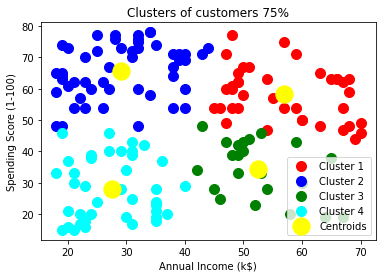 Clusters of customers 75%
Spending Score (1-100)
80
70
60
50
40
30
20
Cluster 1
Cluster 2
Cluster 3
Cluster 4
Centroids
20
30
40
50
60
70
Annual Income (k$)